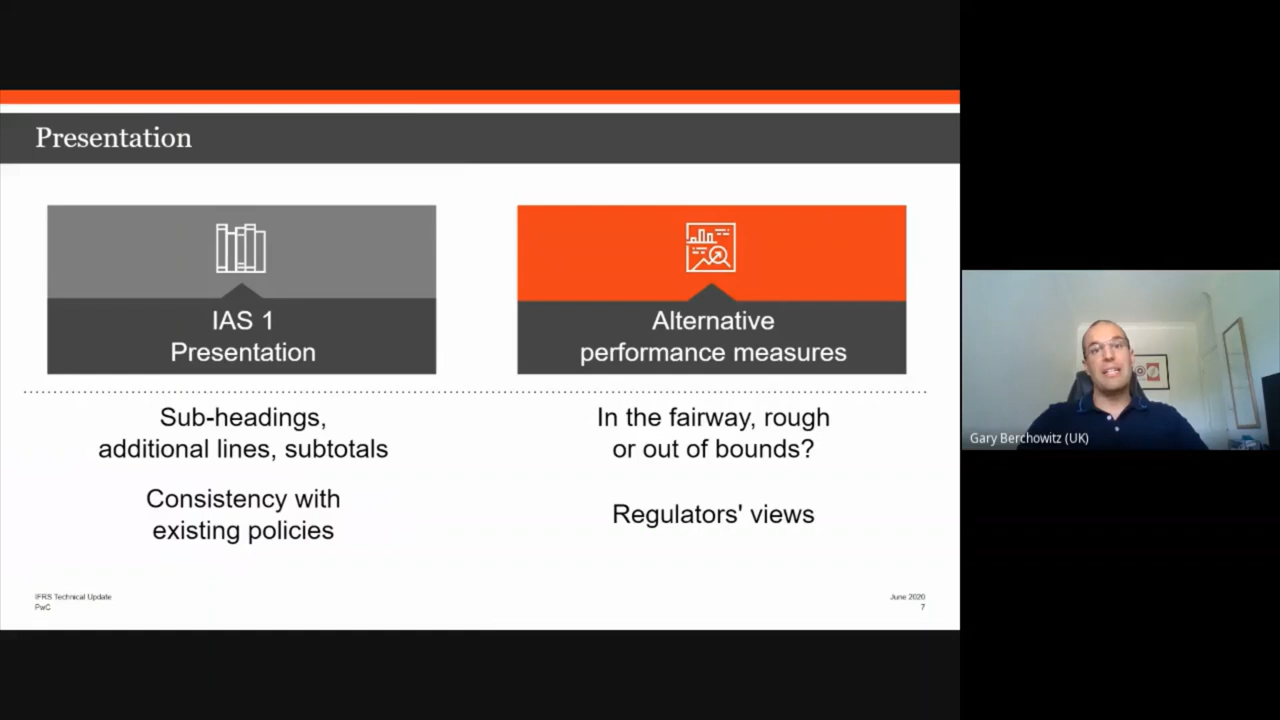 Presentation
IAS 1
Presentation
Sub-headings,
additional lines, subtotals
Consistency with
existing policies
Alternative
performance measures
In the fairway, rough
or out of bounds?
Regulators' views
IFRS Technical Update
PwC
June 2020
7
Gary Berchowitz (UK)